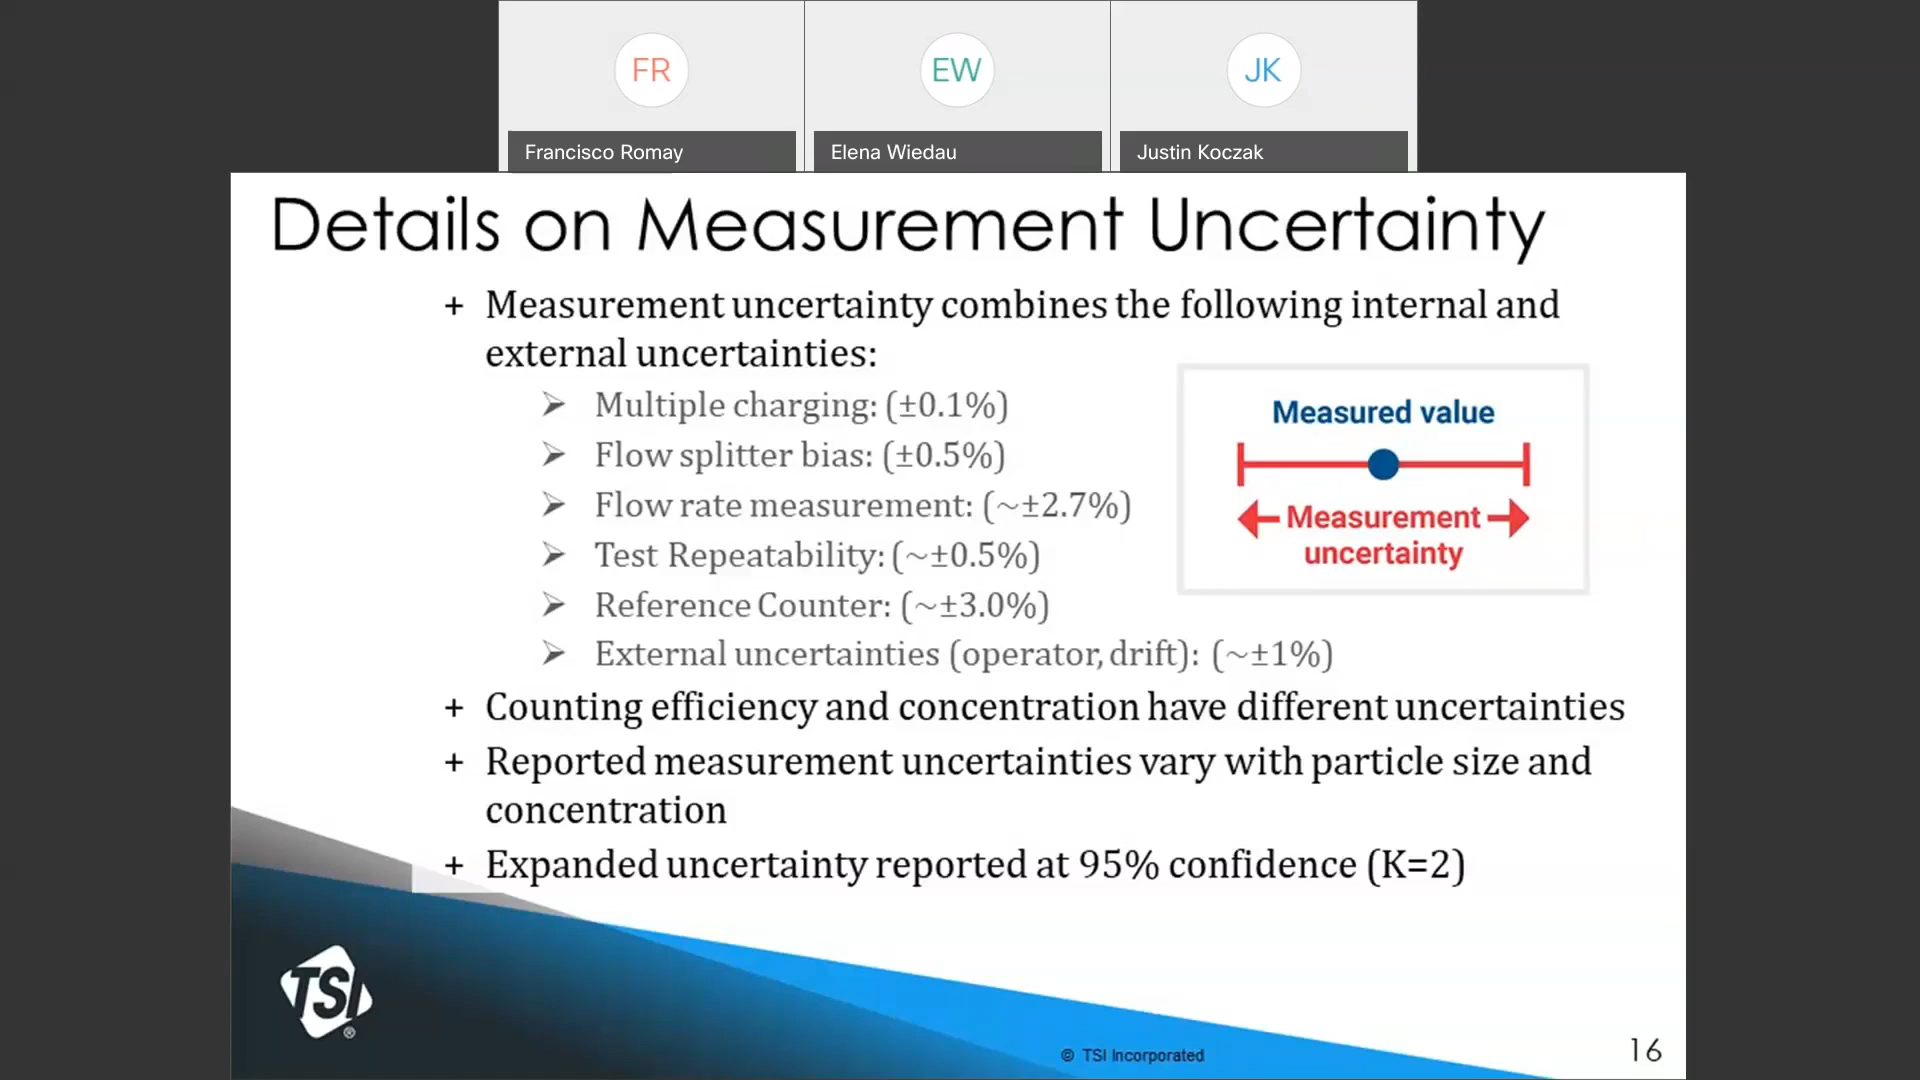 FR
EW
JK
Francisco Romay
Elena Wiedau
Justin Koczak
Details on Measurement Uncertainty
+ Measurement uncertainty combines the following internal and
external uncertainties:
➢ Multiple charging: (±0.1%)
➢ Flow splitter bias: (±0.5%)
➢ Flow rate measurement: (~±2.7%)
➢ Test Repeatability: (~±0.5%)
➢ Reference Counter: (~±3.0%)
➢ External uncertainties (operator, drift): (~±1%)
Measured value
Measurement
uncertainty
+ Counting efficiency and concentration have different uncertainties
+ Reported measurement uncertainties vary with particle size and
concentration
+ Expanded uncertainty reported at 95% confidence (K=2)
TSI®
© TSI Incorporated
16